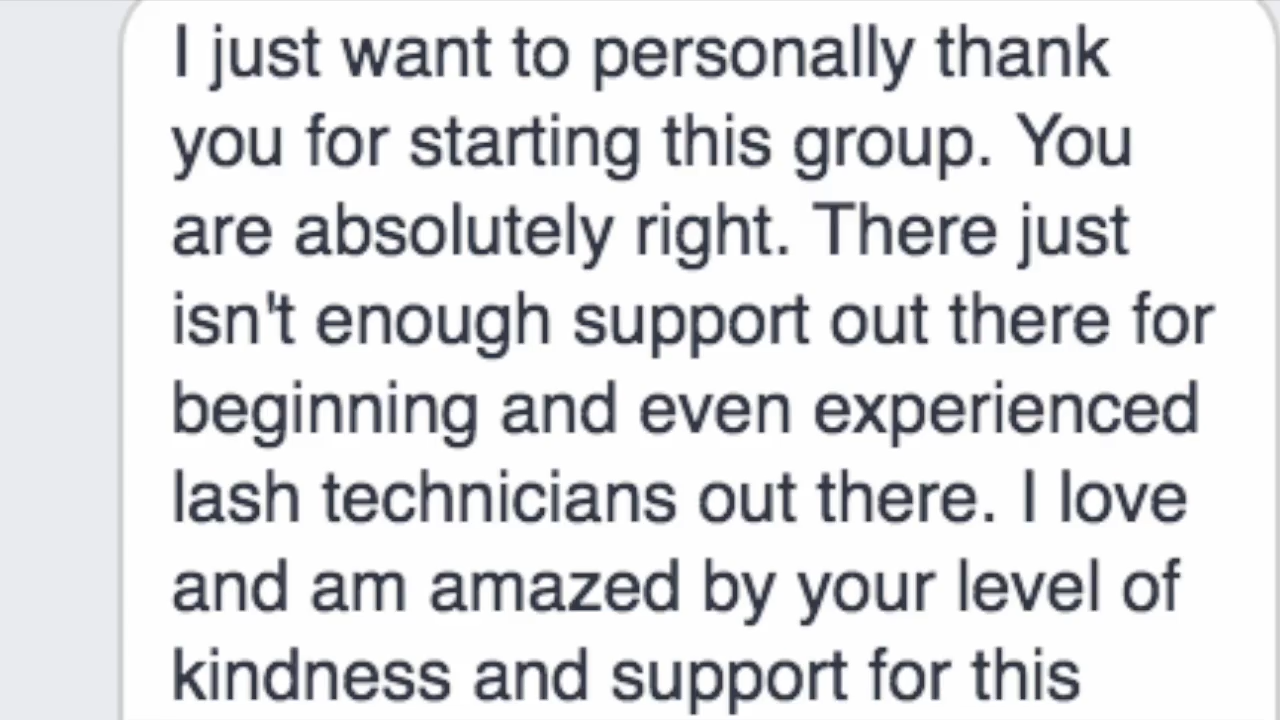 I just want to personally thank
you for starting this group. You
are absolutely right. There just
isn't enough support out there for
beginning and even experienced
lash technicians out there. I love
and am amazed by your level of
kindness and support for this